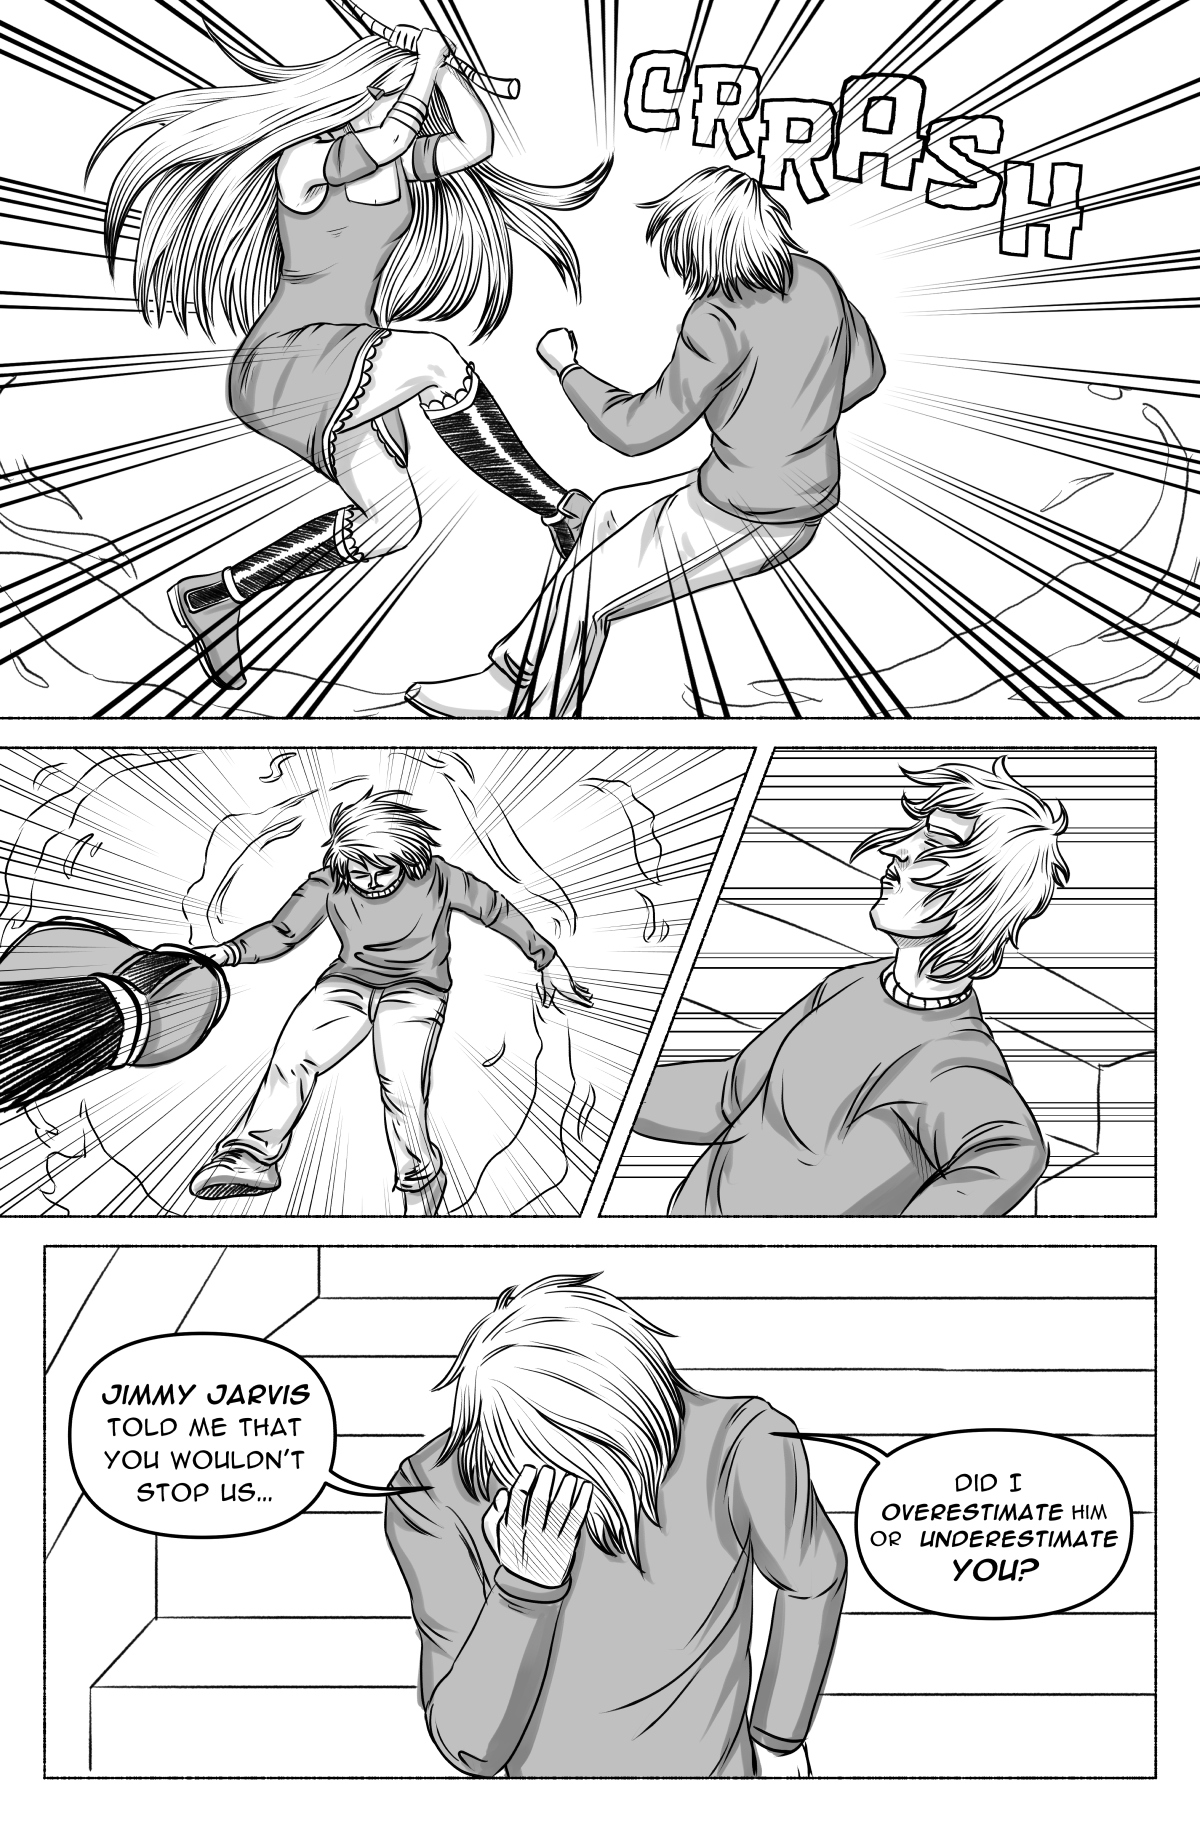 CRRASH
JIMMY JARVIS
TOLD ME THAT
YOU WOULDN'T
STOP US...
DID I
OVERESTIMATE HIM
OR UNDERESTIMATE
YOU?